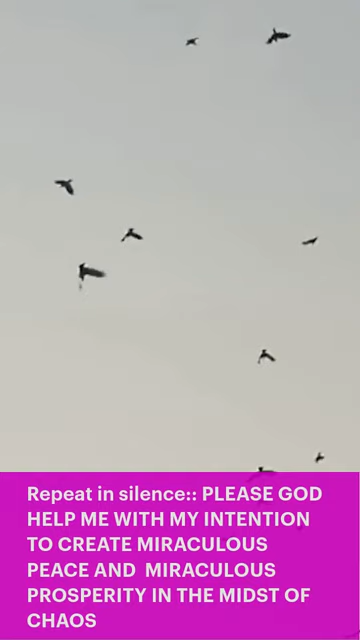 Repeat in silence:: PLEASE GOD
HELP ME WITH MY INTENTION
TO CREATE MIRACULOUS
PEACE AND  MIRACULOUS
PROSPERITY IN THE MIDST OF
CHAOS